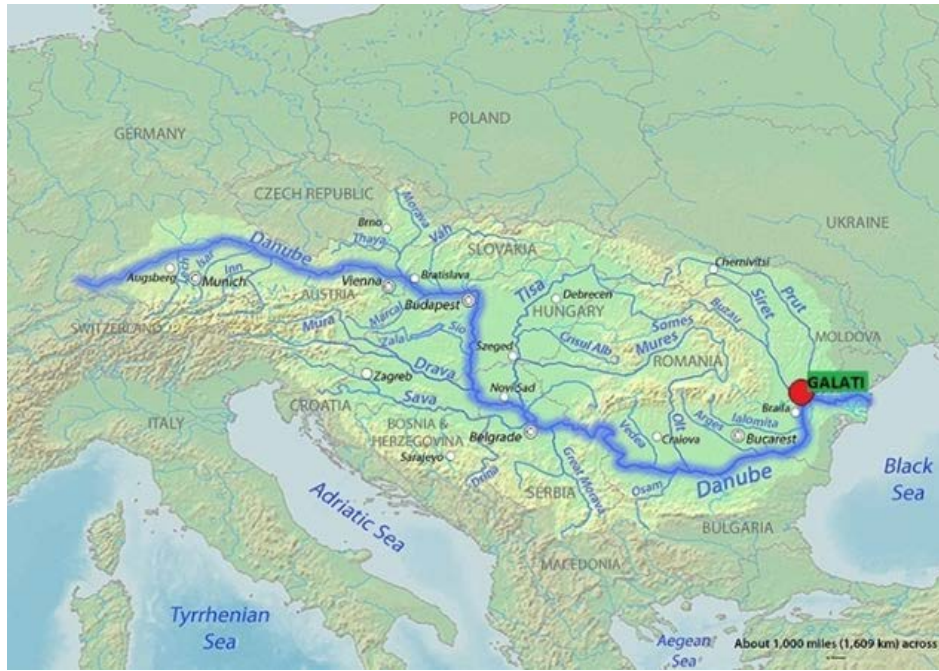 POLAND
GERMANY
CZECH REPUBLIC
UKRAINE
Morava
Brno
Thaya
Vah
SLOVAKIA
Danube
Chernivitsi
Augsberg
Lech
Isar
Inn
Munich
Vienna
Bratislava
AUSTRIA
Budapest
Tisa
Debrecen
HUNGARY
Buzau
Siret
Prut
MOLDOVA
SWITZERLAND
Mura
Marcal
Zala
Sio
Szeged
Crisul Alb
Somes
Mures
ROMANIA
Drava
Zagreb
Sava
Novi Sad
GALATI
Braila
CROATIA
ITALY
BOSNIA &
HERZEGOVINA
Sarajevo
Belgrade
Drina
SERBIA
Great Morava
Vedea
Craiova
Olt
Arges
Ialomita
Bucarest
Danube
Osam
BULGARIA
Black
Sea
Adriatic Sea
MACEDONIA
Tyrrhenian
Sea
Aegean
Sea
About 1,000 miles (1,609 km) across